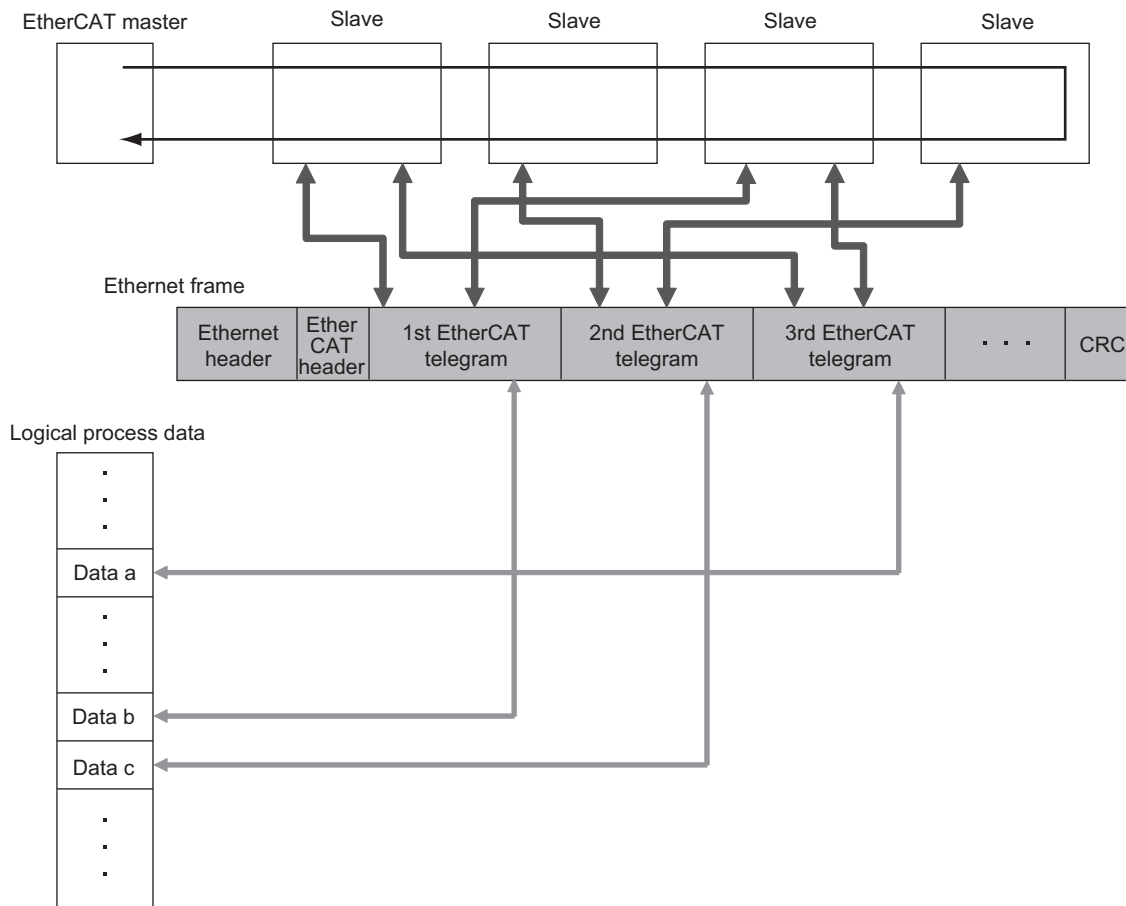 EtherCAT master
Slave
Slave
Slave
Slave
Ethernet frame
Ethernet
header
Ether
CAT
header
1st EtherCAT
telegram
2nd EtherCAT
telegram
3rd EtherCAT
telegram
· · ·
CRC
Logical process data
Data a
Data b
Data c